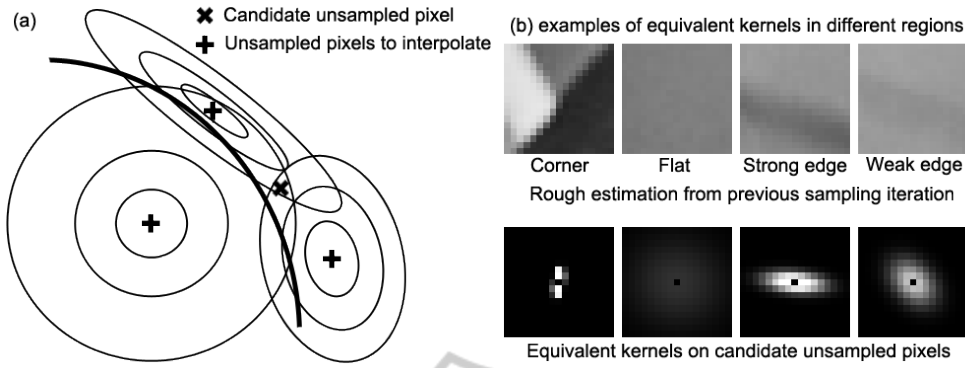 (a)
Candidate unsampled pixel
Unsampled pixels to interpolate
(b) examples of equivalent kernels in different regions
Corner Flat Strong edge Weak edge
Rough estimation from previous sampling iteration
Equivalent kernels on candidate unsampled pixels